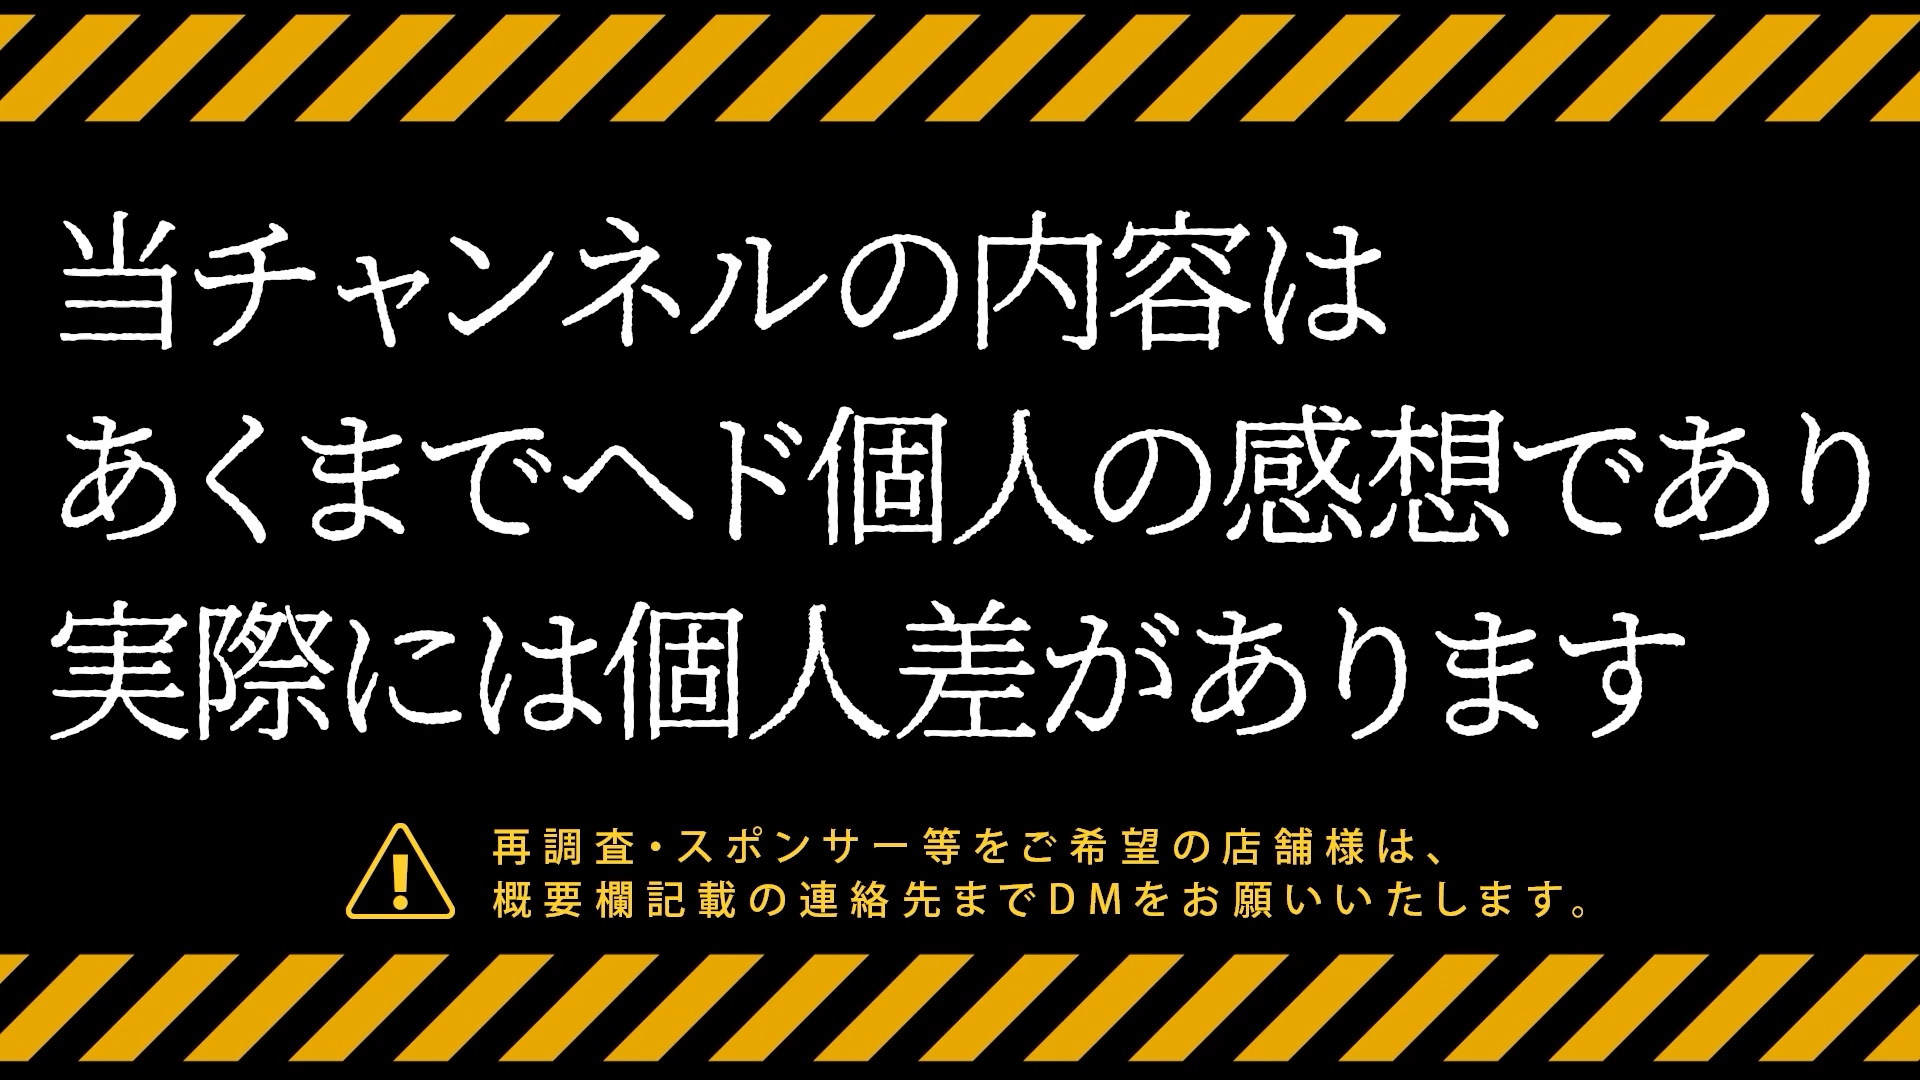 当チャンネルの内容は
あくまでヘド個人の感想であり
実際には個人差があります
再調査・スポンサー等をご希望の店舗様は、
概要欄記載の連絡先までDMをお願いいたします。